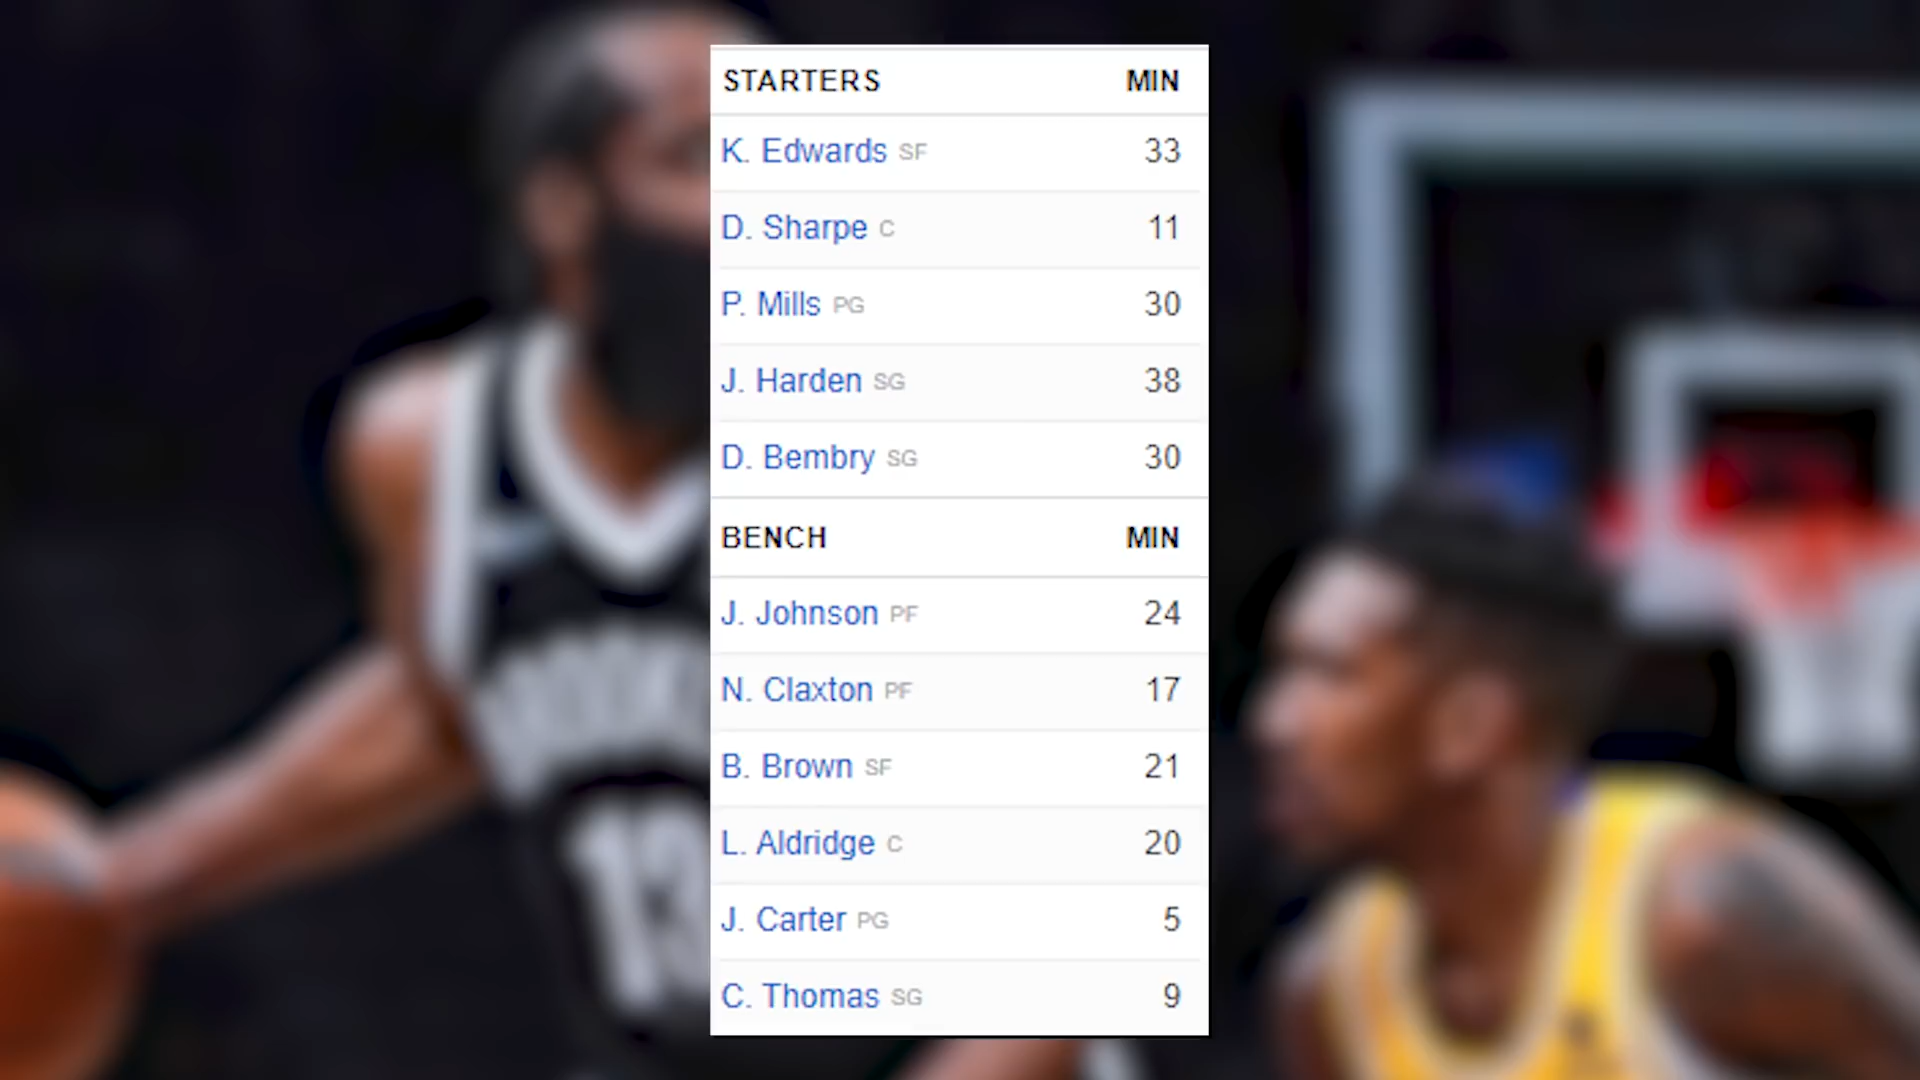 STARTERS MIN
K. Edwards SF 33
D. Sharpe C 11
P. Mills PG 30
J. Harden SG 38
D. Bembry SG 30
BENCH MIN
J. Johnson PF 24
N. Claxton PF 17
B. Brown SF 21
L. Aldridge C 20
J. Carter PG 5
C. Thomas SG 9
13